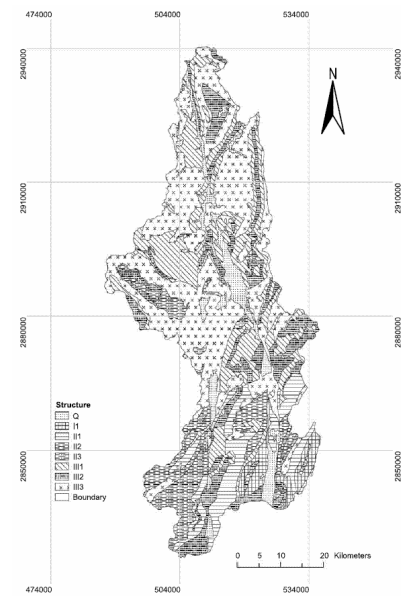 474000 504000 534000
2940000 2940000
N
2910000 2910000
2880000 2880000
Structure
Q
I1
II1
II2
II3
III1
III2
III3
Boundary
2850000 2850000
0 5 10 20 Kilometers
474000 504000 534000